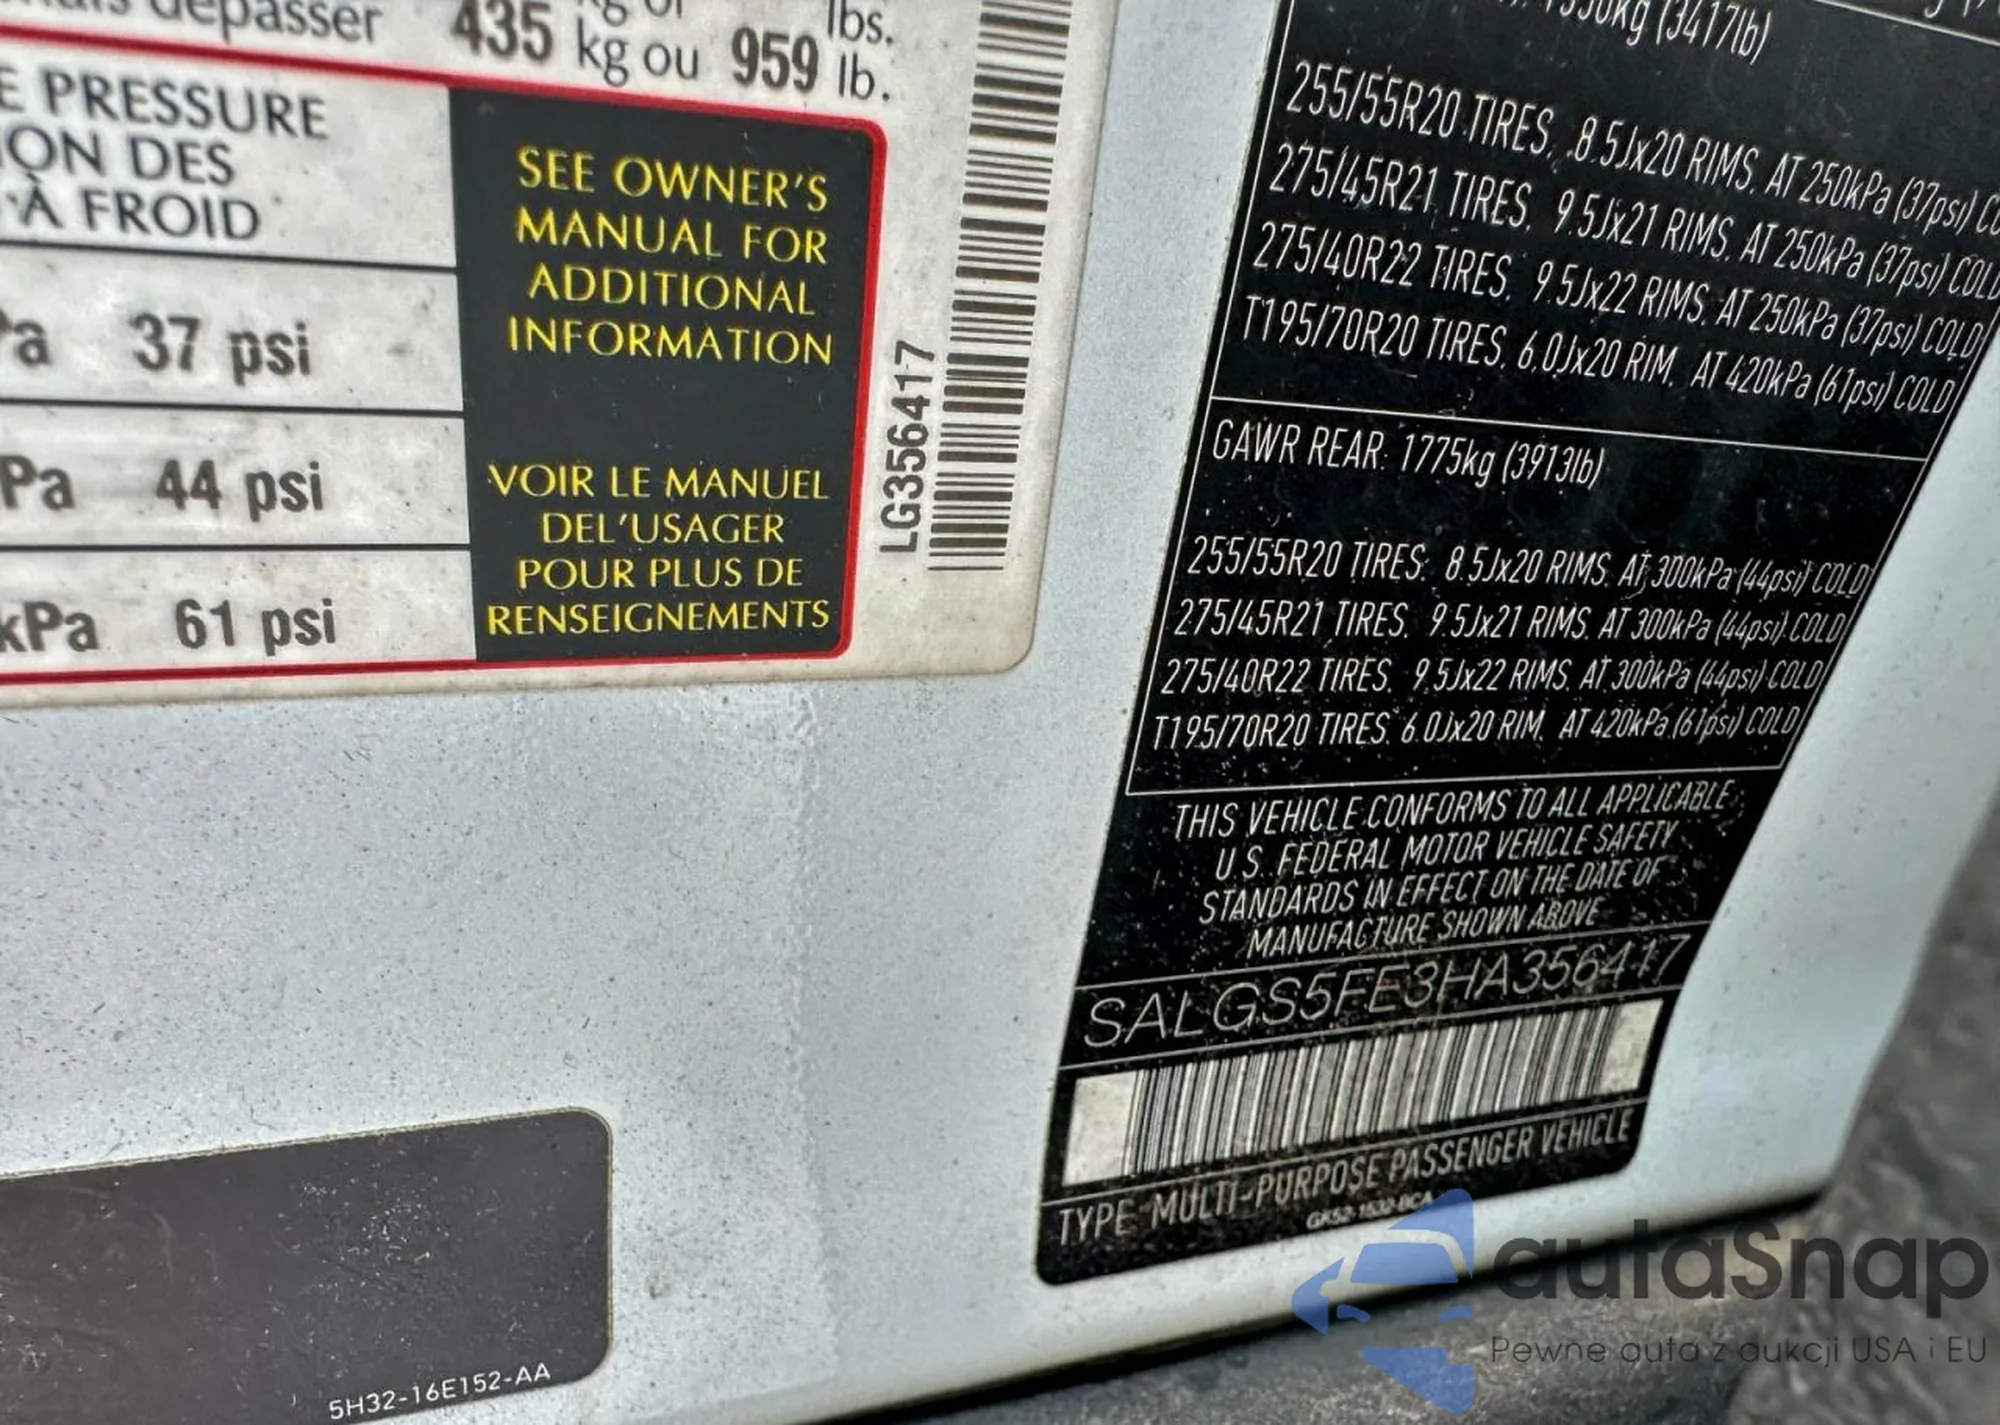 dépasser 435 kg ou 959 lb.
lbs.
E PRESSURE
ION DES
À FROID
37 psi
Pa 44 psi
kPa 61 psi
SEE OWNER'S
MANUAL FOR
ADDITIONAL
INFORMATION
VOIR LE MANUEL
DEL'USAGER
POUR PLUS DE
RENSEIGNEMENTS
LG356417
(3417lb)
255/55R20 TIRES. 8.5Jx20 RIMS. AT 250kPa (37psi) CO
275/45R21 TIRES. 9.5Jx21 RIMS. AT 250kPa (37psi) COLD
275/40R22 TIRES. 9.5Jx22 RIMS. AT 250kPa (37psi) COLD
T195/70R20 TIRES. 6.0Jx20 RIM. AT 420kPa (61psi) COLD
GAWR REAR: 1775kg (3913lb)
255/55R20 TIRES: 8.5Jx20 RIMS. AT 300kPa (44psi) COLD
275/45R21 TIRES. 9.5Jx21 RIMS. AT 300kPa (44psi) COLD
275/40R22 TIRES. 9.5Jx22 RIMS. AT 300kPa (44psi) COLD
T195/70R20 TIRES. 6.0Jx20 RIM. AT 420kPa (61psi) COLD
THIS VEHICLE CONFORMS TO ALL APPLICABLE
U.S. FEDERAL MOTOR VEHICLE SAFETY
STANDARDS IN EFFECT ON THE DATE OF
MANUFACTURE SHOWN ABOVE
SALGS5FE3HA356417
TYPE MULTI-PURPOSE PASSENGER VEHICLE
5H32-16E152-AA
autaSnap
Pewne auta z aukcji USA i EU